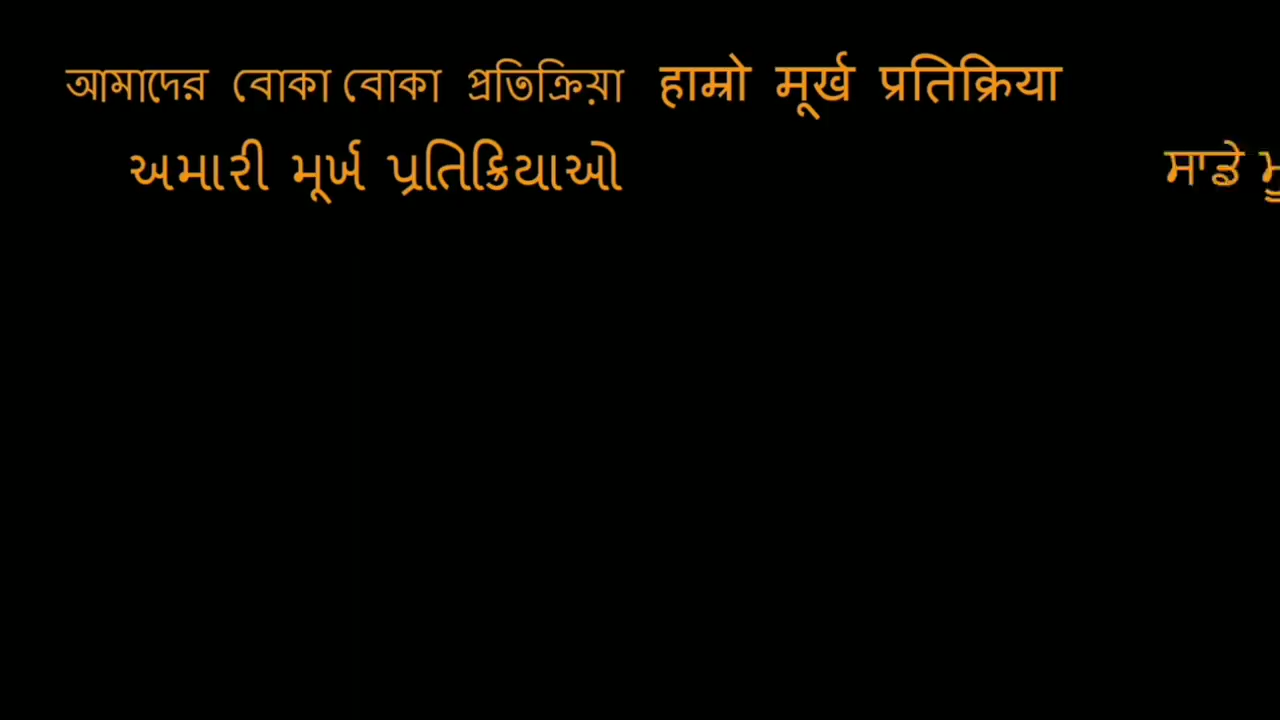 আমাদের বোকা বোকা প্রতিক্রিয়া हाम्रो मूर्ख प्रतिक्रिया
અમારી મૂર્ખ પ્રતિક્રિયાઓ ਸਾਡੇ